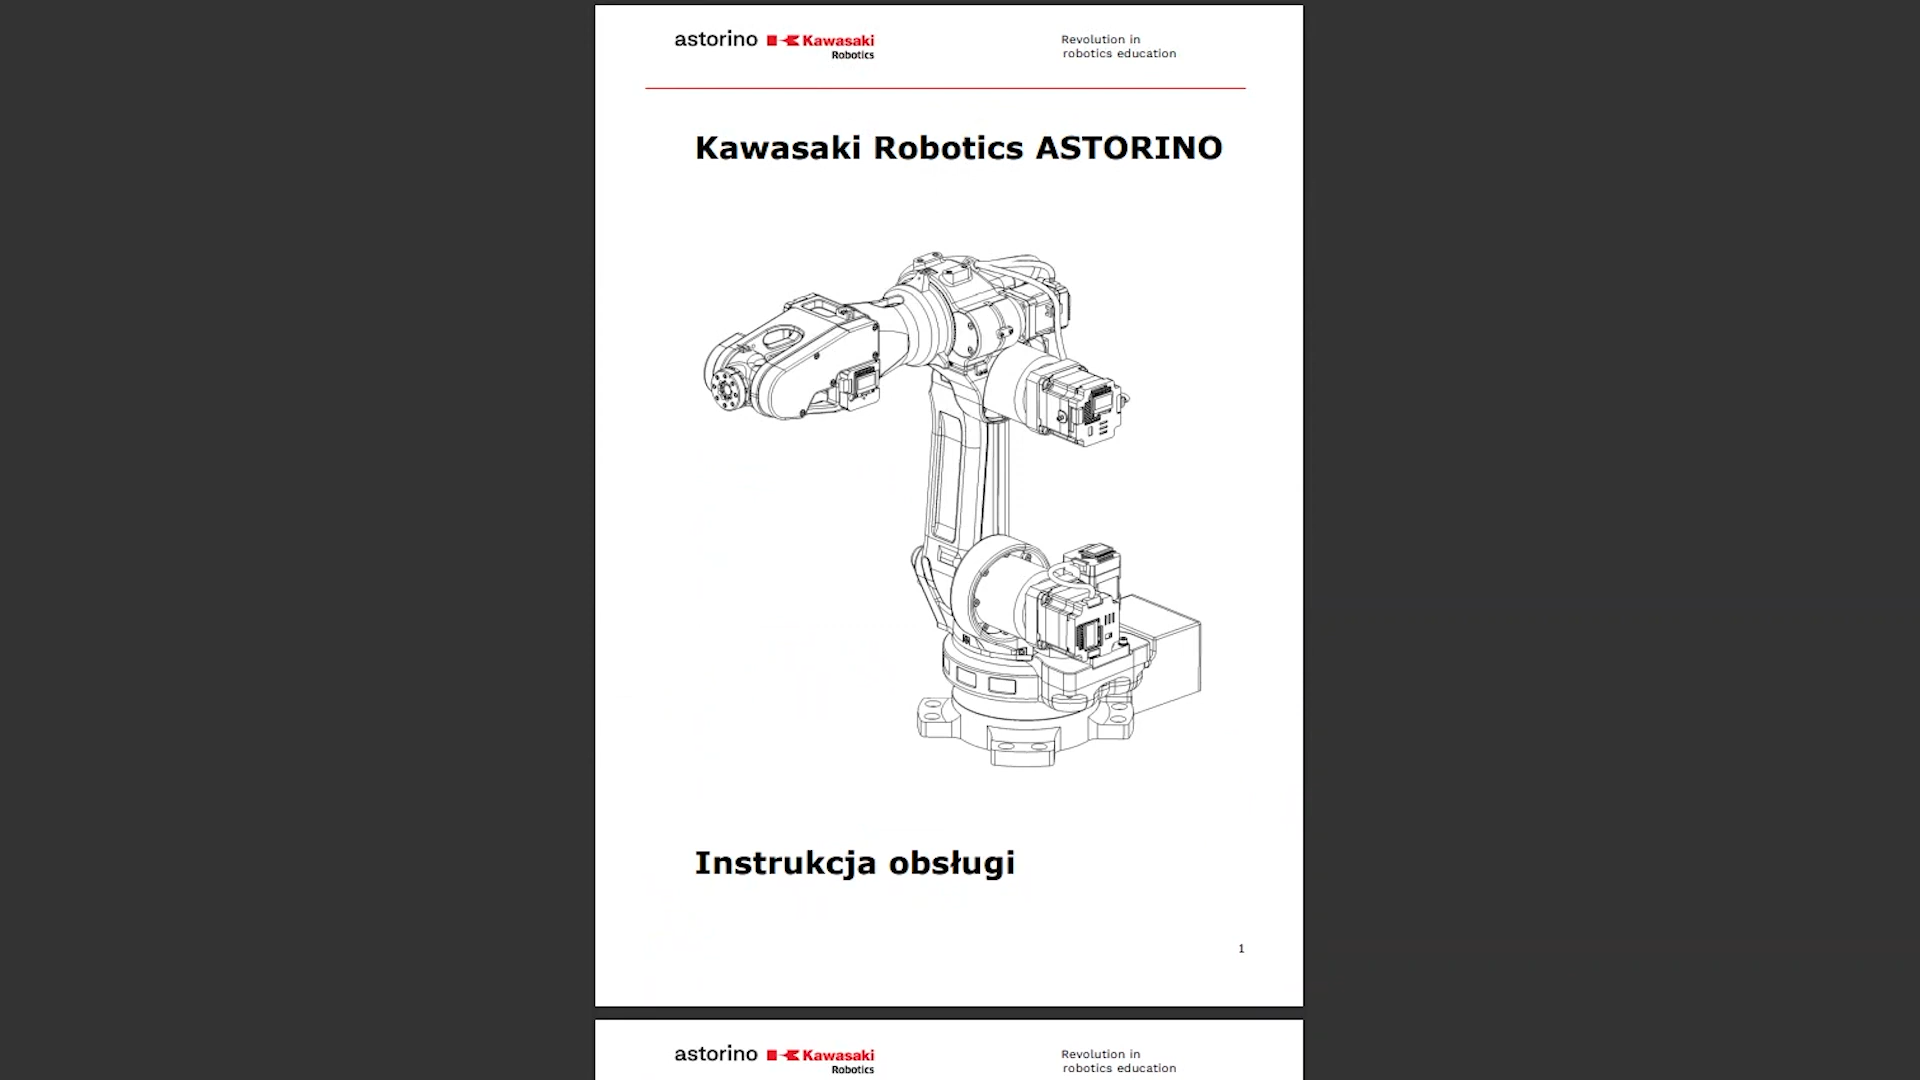 astorino Kawasaki
Robotics
Revolution in
robotics education
Kawasaki Robotics ASTORINO
Instrukcja obsługi
1
astorino Kawasaki
Robotics
Revolution in
robotics education